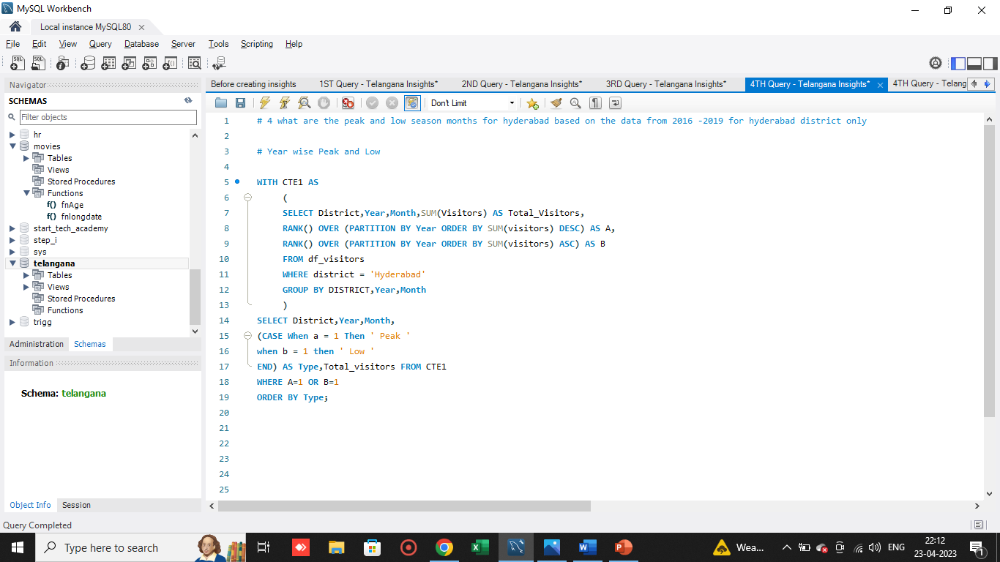 MySQL Workbench
Local instance MySQL80
File Edit View Query Database Server Tools Scripting Help
Navigator
SCHEMAS
Filter objects
hr
movies
Tables
Views
Stored Procedures
Functions
f() fnAge
f() fnlongdate
start_tech_academy
step_i
sys
telangana
Tables
Views
Stored Procedures
Functions
trigg
Administration Schemas
Information
Schema: telangana
Object Info Session
Before creating insights 1ST Query - Telangana Insights* 2ND Query - Telangana Insights* 3RD Query - Telangana Insights* 4TH Query - Telangana Insights* 4TH Query - Telang
Don't Limit
1 # 4 what are the peak and low season months for hyderabad based on the data from 2016 -2019 for hyderabad district only
2
3 # Year wise Peak and Low
4
5 WITH CTE1 AS
6 (
7 SELECT District,Year,Month,SUM(Visitors) AS Total_Visitors,
8 RANK() OVER (PARTITION BY Year ORDER BY SUM(visitors) DESC) AS A,
9 RANK() OVER (PARTITION BY Year ORDER BY SUM(visitors) ASC) AS B
10 FROM df_visitors
11 WHERE district = 'Hyderabad'
12 GROUP BY DISTRICT,Year,Month
13 )
14 SELECT District,Year,Month,
15 (CASE When a = 1 Then ' Peak '
16 when b = 1 then ' Low '
17 END) AS Type,Total_visitors FROM CTE1
18 WHERE A=1 OR B=1
19 ORDER BY Type;
20
21
22
23
24
25
Query Completed
Type here to search
Wea...
ENG
22:12
23-04-2023
1